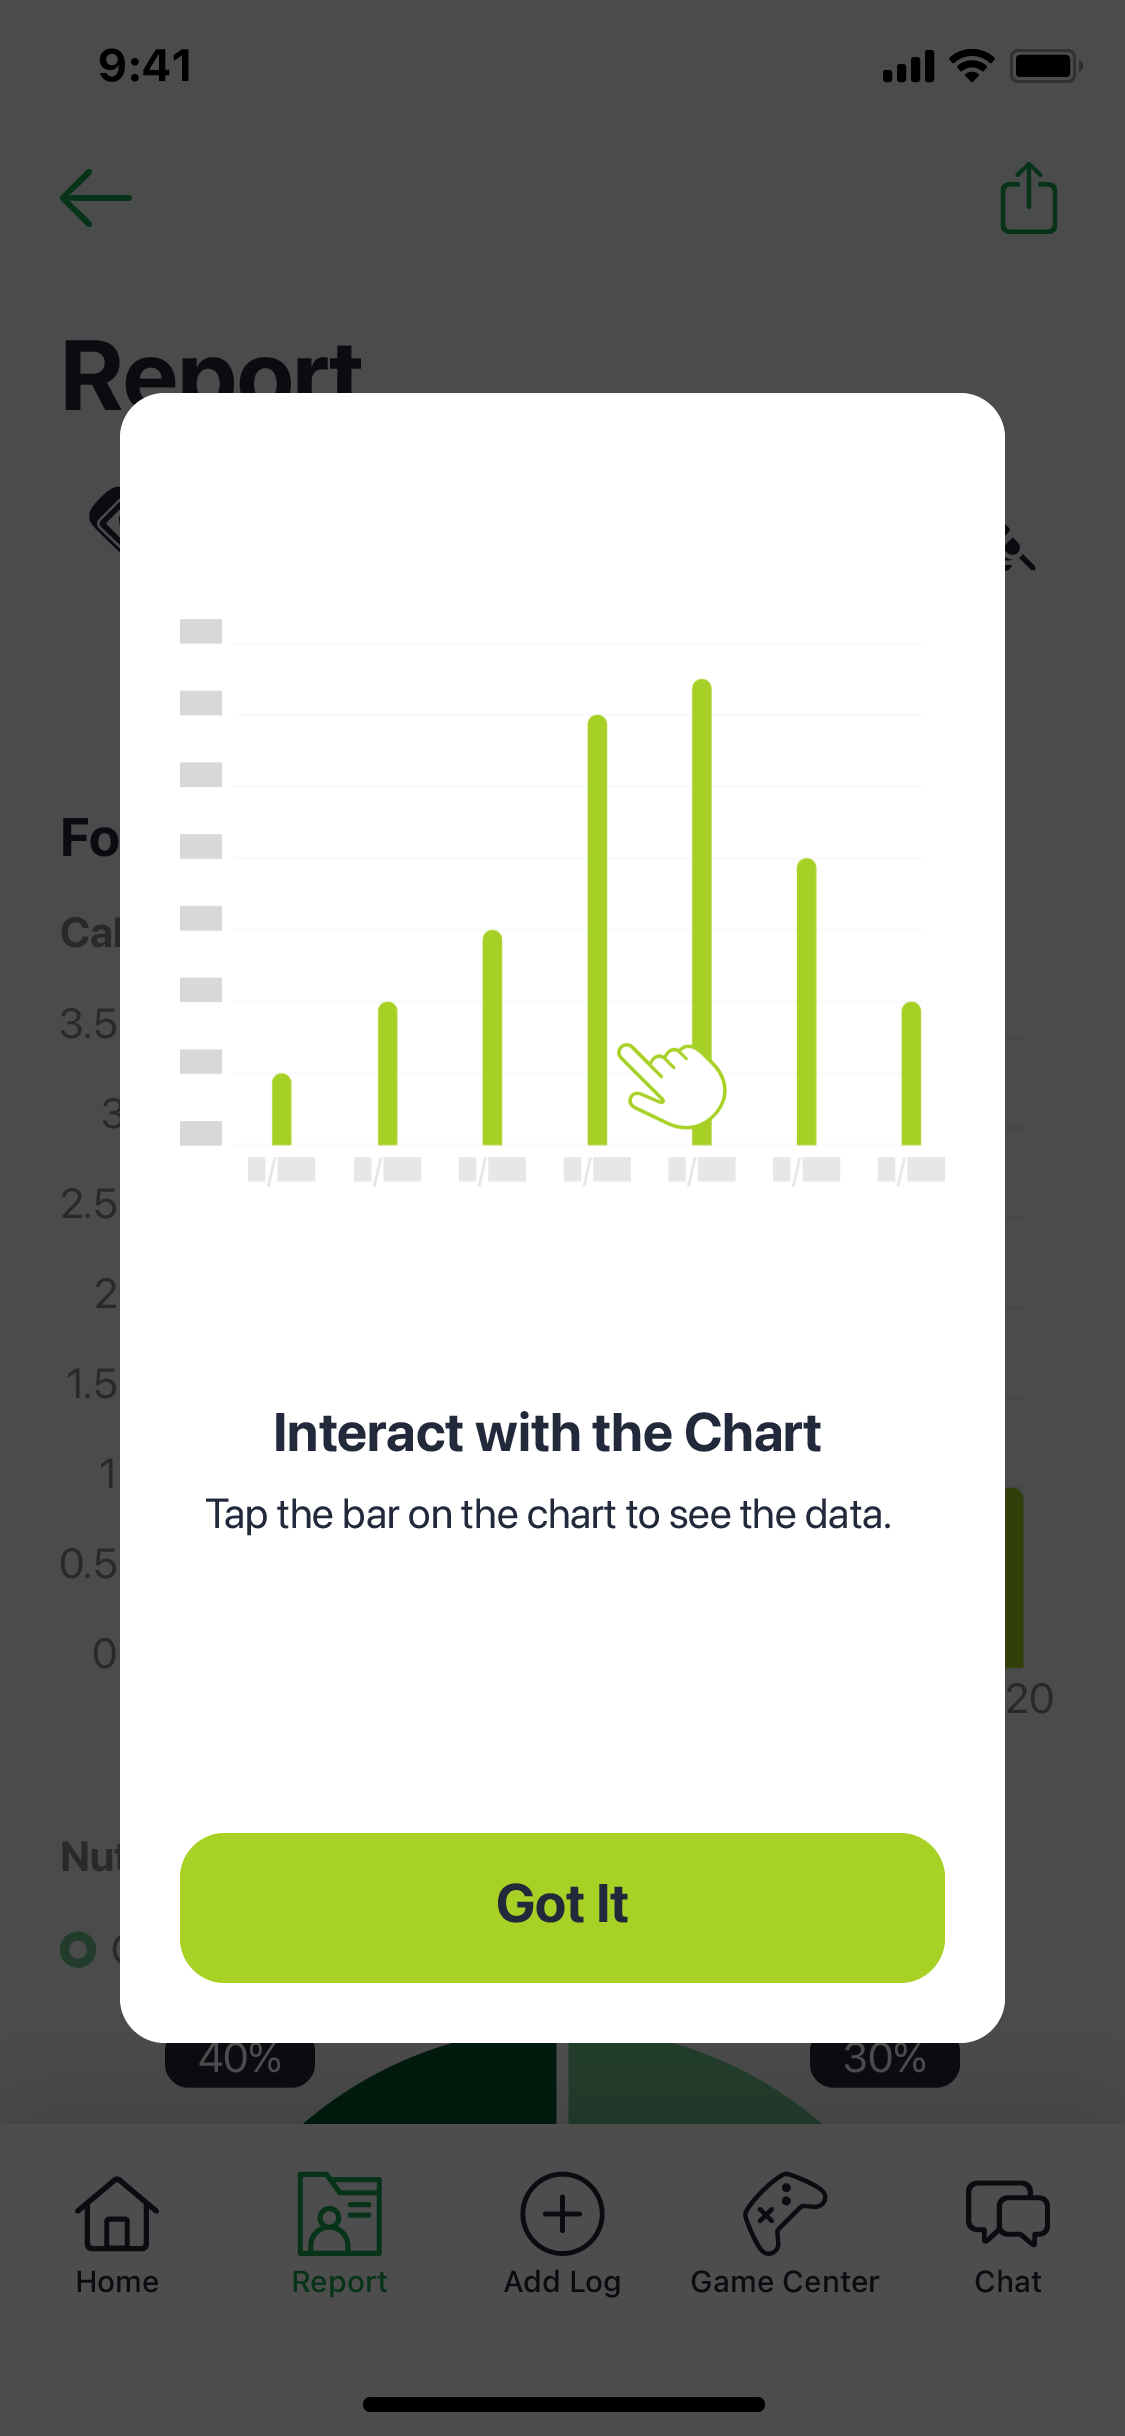 9:41
Report
Fo
Cal
3.5
3
2.5
2
1.5
1
0.5
0
20
Interact with the Chart
Tap the bar on the chart to see the data.
Nut
Got It
40%
30%
Home
Report
Add Log
Game Center
Chat